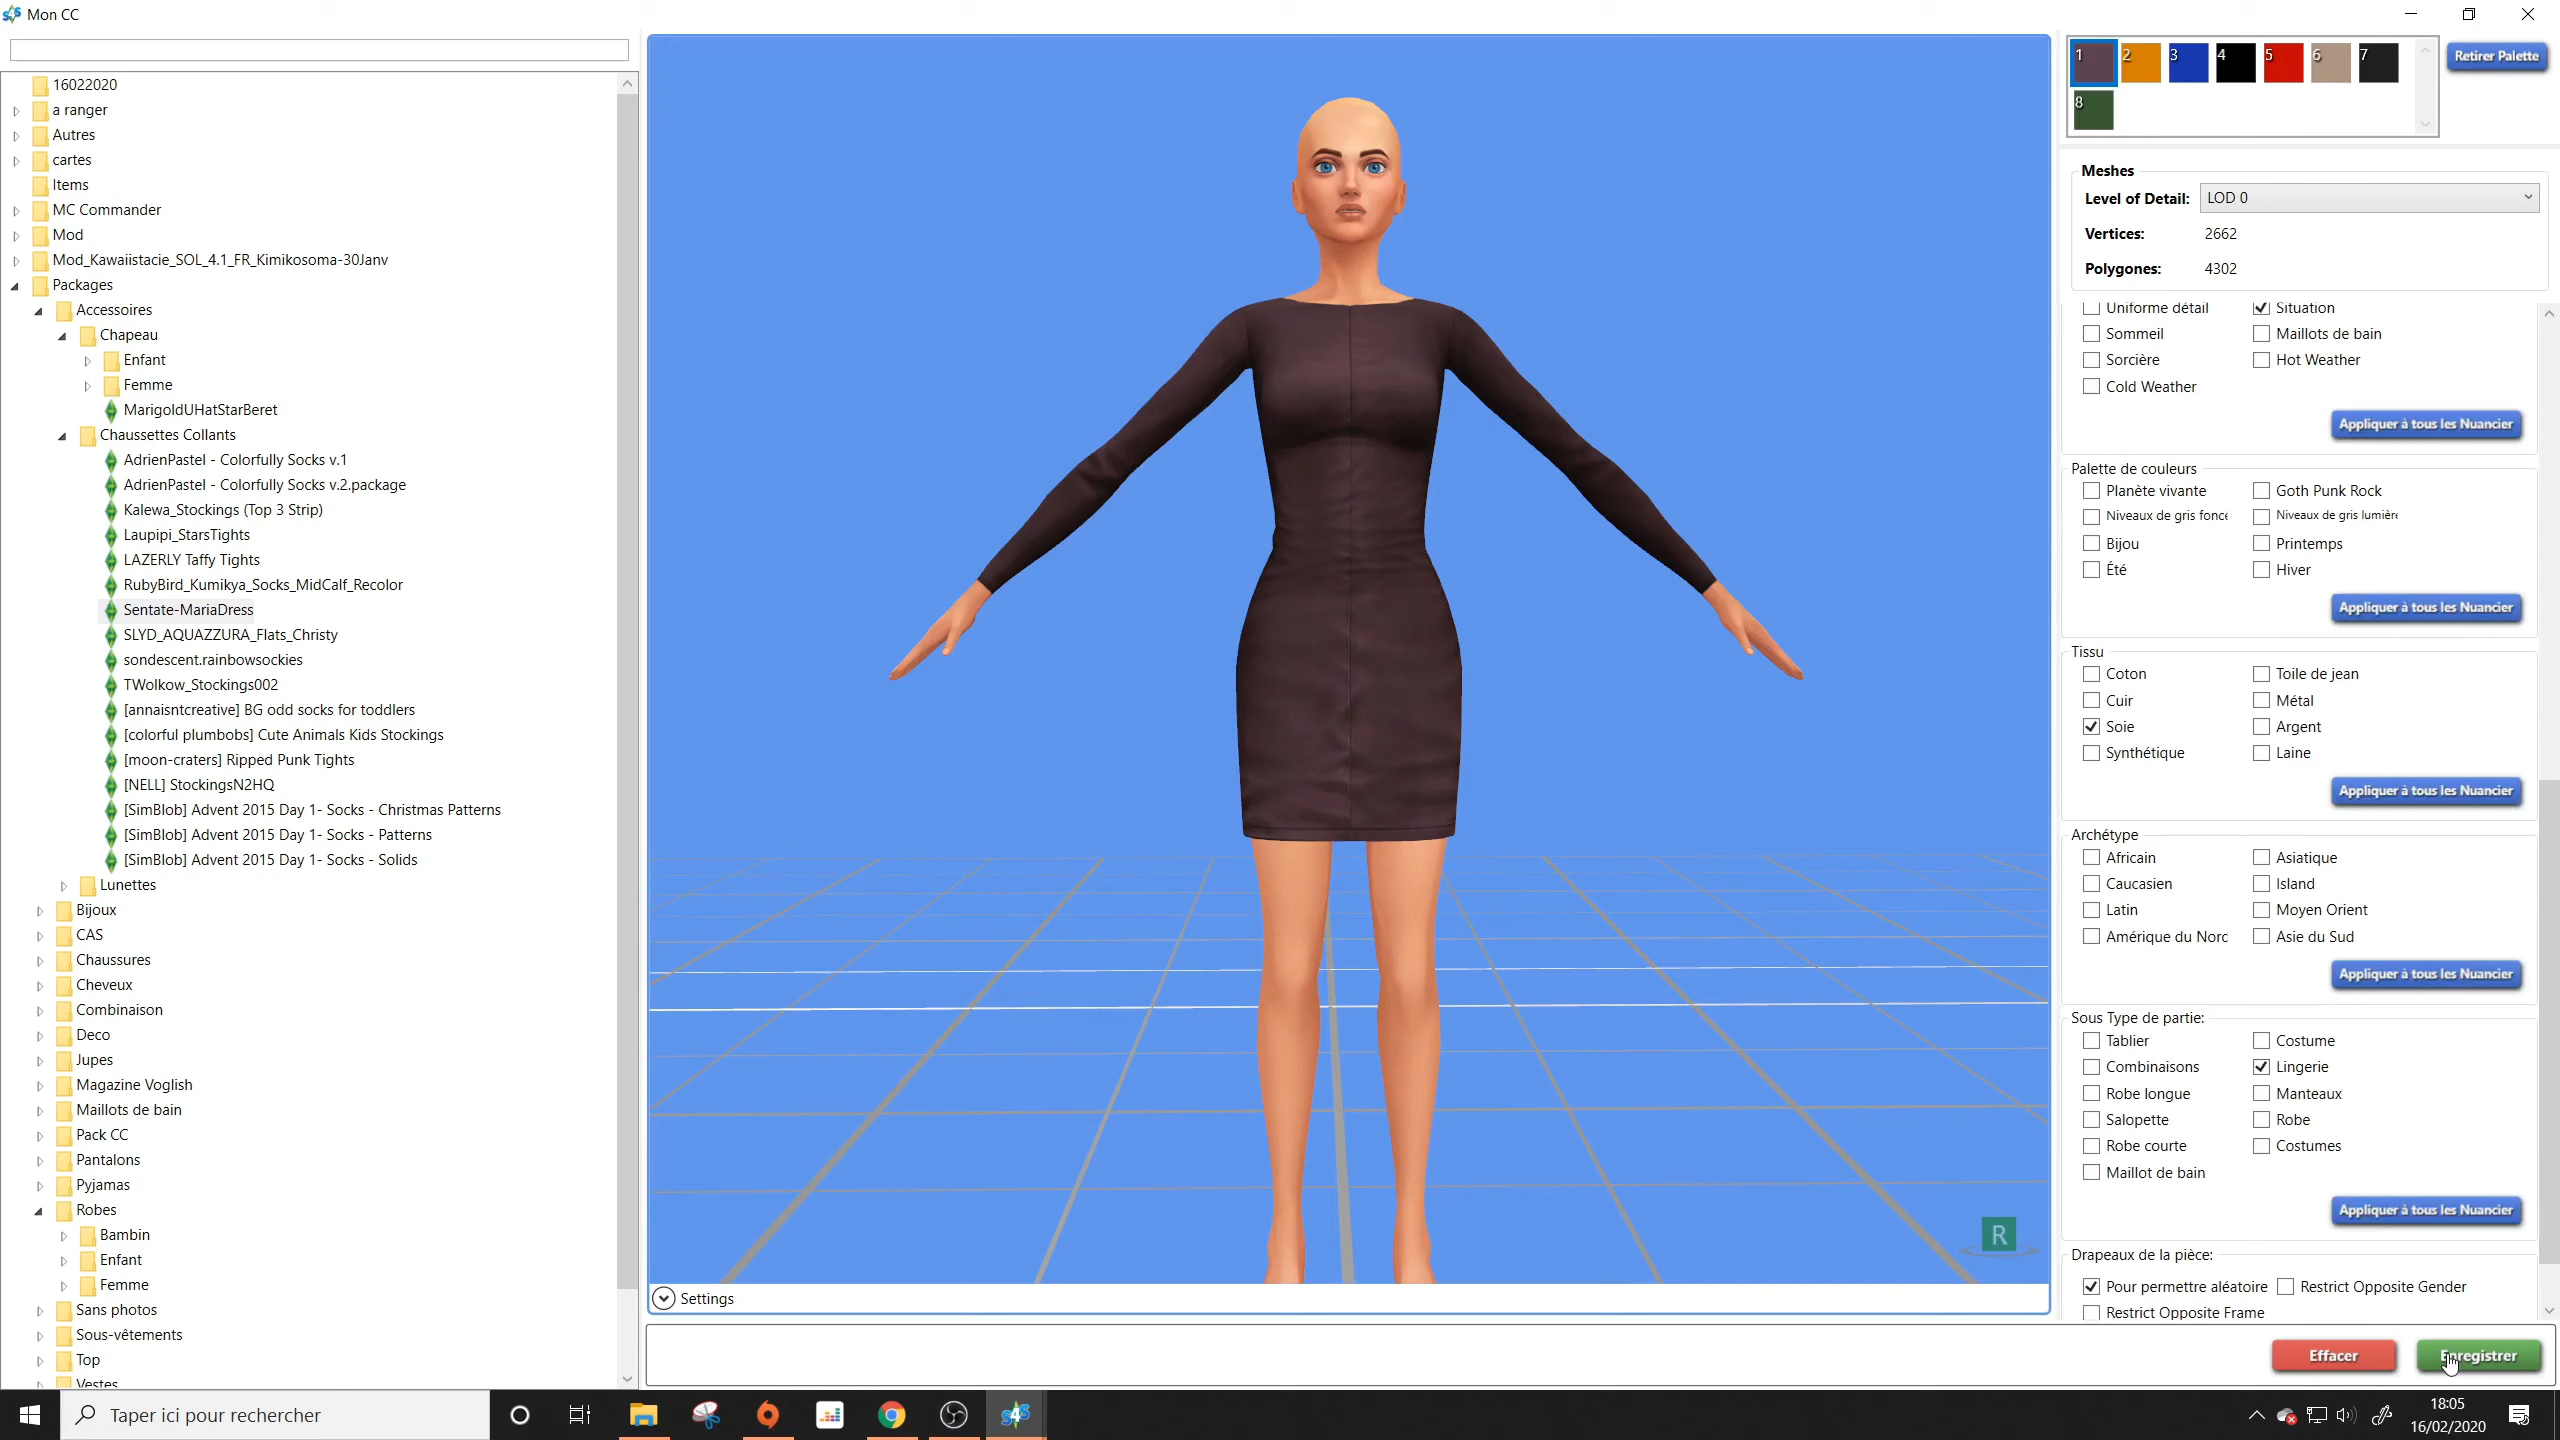 Mon CC
16022020
a ranger
Autres
cartes
Items
MC Commander
Mod
Mod_Kawaiistacie_SOL_4.1_FR_Kimikosoma-30Janv
Packages
Accessoires
Chapeau
Enfant
Femme
MarigoldUHatStarBeret
Chaussettes Collants
AdrienPastel - Colorfully Socks v.1
AdrienPastel - Colorfully Socks v.2.package
Kalewa_Stockings (Top 3 Strip)
Laupipi_StarsTights
LAZERLY Taffy Tights
RubyBird_Kumikya_Socks_MidCalf_Recolor
Sentate-MariaDress
SLYD_AQUAZZURA_Flats_Christy
sondescent.rainbowsockies
TWolkow_Stockings002
[annaisntcreative] BG odd socks for toddlers
[colorful plumbobs] Cute Animals Kids Stockings
[moon-craters] Ripped Punk Tights
[NELL] StockingsN2HQ
[SimBlob] Advent 2015 Day 1- Socks - Christmas Patterns
[SimBlob] Advent 2015 Day 1- Socks - Patterns
[SimBlob] Advent 2015 Day 1- Socks - Solids
Lunettes
Bijoux
CAS
Chaussures
Cheveux
Combinaison
Deco
Jupes
Magazine Voglish
Maillots de bain
Pack CC
Pantalons
Pyjamas
Robes
Bambin
Enfant
Femme
Sans photos
Sous-vêtements
Top
Vestes
R
Settings
1 2 3 4 5 6 7
8
Retirer Palette
Meshes
Level of Detail: LOD 0
Vertices: 2662
Polygones: 4302
Uniforme détail Situation
Sommeil Maillots de bain
Sorcière Hot Weather
Cold Weather
Appliquer à tous les Nuancier
Palette de couleurs
Planète vivante Goth Punk Rock
Niveaux de gris foncé Niveaux de gris lumière
Bijou Printemps
Été Hiver
Appliquer à tous les Nuancier
Tissu
Coton Toile de jean
Cuir Métal
Soie Argent
Synthétique Laine
Appliquer à tous les Nuancier
Archétype
Africain Asiatique
Caucasien Island
Latin Moyen Orient
Amérique du Nord Asie du Sud
Appliquer à tous les Nuancier
Sous Type de partie:
Tablier Costume
Combinaisons Lingerie
Robe longue Manteaux
Salopette Robe
Robe courte Costumes
Maillot de bain
Appliquer à tous les Nuancier
Drapeaux de la pièce:
Pour permettre aléatoire Restrict Opposite Gender
Restrict Opposite Frame
Effacer Enregistrer
Taper ici pour rechercher
S4S
18:05
16/02/2020